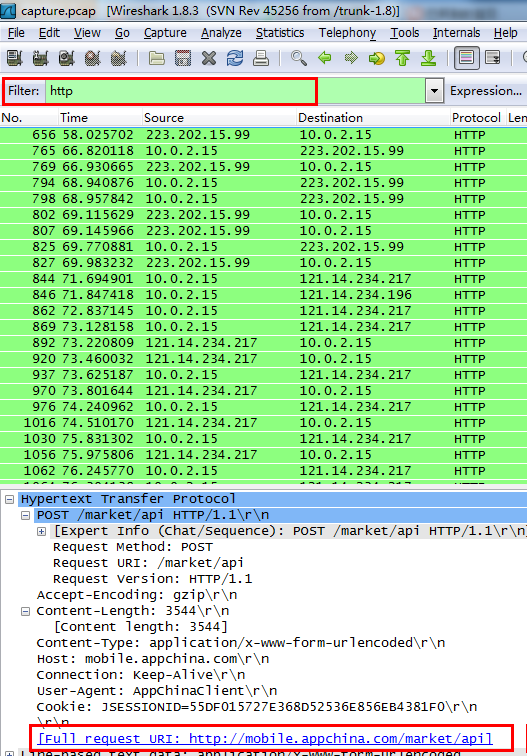 capture.pcap [Wireshark 1.8.3 (SVN Rev 45256 from /trunk-1.8)]
File Edit View Go Capture Analyze Statistics Telephony Tools Internals Help
Filter: http Expression...
No. Time Source Destination Protocol Len
656 58.025702 223.202.15.99 10.0.2.15 HTTP
765 66.820118 10.0.2.15 223.202.15.99 HTTP
769 66.930665 223.202.15.99 10.0.2.15 HTTP
794 68.940876 10.0.2.15 223.202.15.99 HTTP
798 68.957842 10.0.2.15 223.202.15.99 HTTP
802 69.115629 223.202.15.99 10.0.2.15 HTTP
807 69.145966 223.202.15.99 10.0.2.15 HTTP
825 69.770881 10.0.2.15 223.202.15.99 HTTP
827 69.983232 223.202.15.99 10.0.2.15 HTTP
844 71.694901 10.0.2.15 121.14.234.217 HTTP
846 71.847418 10.0.2.15 121.14.234.196 HTTP
862 72.837145 10.0.2.15 121.14.234.217 HTTP
869 73.128158 10.0.2.15 121.14.234.217 HTTP
892 73.220809 121.14.234.217 10.0.2.15 HTTP
920 73.460032 121.14.234.217 10.0.2.15 HTTP
937 73.625187 121.14.234.217 10.0.2.15 HTTP
970 73.801644 121.14.234.217 10.0.2.15 HTTP
976 74.240962 10.0.2.15 121.14.234.217 HTTP
1016 74.510170 121.14.234.217 10.0.2.15 HTTP
1030 75.831302 10.0.2.15 121.14.234.217 HTTP
1056 75.975806 121.14.234.217 10.0.2.15 HTTP
1062 76.245770 10.0.2.15 121.14.234.217 HTTP
Hypertext Transfer Protocol
POST /market/api HTTP/1.1\r\n
[Expert Info (Chat/Sequence): POST /market/api HTTP/1.1\r\n]
Request Method: POST
Request URI: /market/api
Request Version: HTTP/1.1
Accept-Encoding: gzip\r\n
Content-Length: 3544\r\n
[Content length: 3544]
Content-Type: application/x-www-form-urlencoded\r\n
Host: mobile.appchina.com\r\n
Connection: Keep-Alive\r\n
User-Agent: AppChinaClient\r\n
Cookie: JSESSIONID=55DF015727E368D52536E856EB4381F0\r\n
\r\n
[Full request URI: http://mobile.appchina.com/market/api]
Line-based text data: application/x-www-form-urlencoded